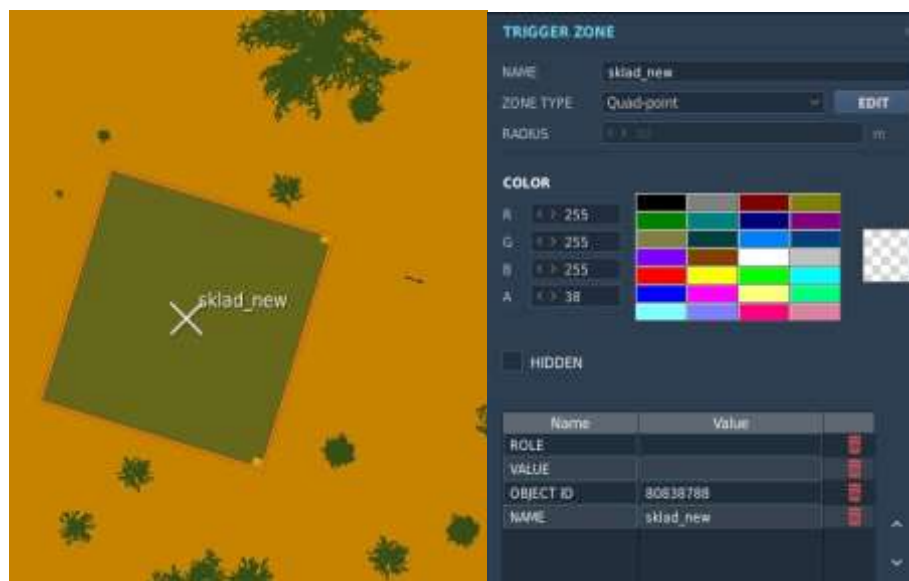 sklad_new
TRIGGER ZONE
NAME sklad_new
ZONE TYPE Quad-point EDIT
RADIUS m
COLOR
R < > 255
G < > 255
B < > 255
A < > 38
HIDDEN
Name Value
ROLE
VALUE
OBJECT ID 80838788
NAME sklad_new